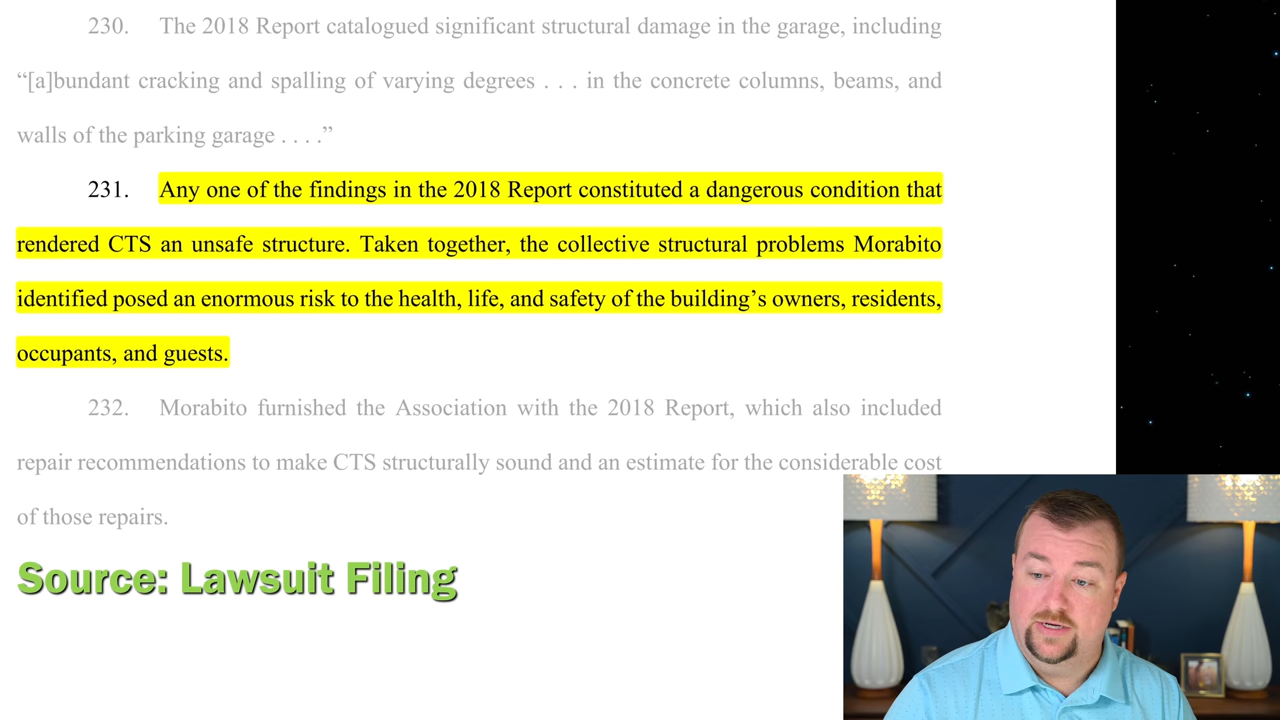 230. The 2018 Report catalogued significant structural damage in the garage, including
“[a]bundant cracking and spalling of varying degrees . . . in the concrete columns, beams, and
walls of the parking garage . . . .”
231. Any one of the findings in the 2018 Report constituted a dangerous condition that
rendered CTS an unsafe structure. Taken together, the collective structural problems Morabito
identified posed an enormous risk to the health, life, and safety of the building’s owners, residents,
occupants, and guests.
232. Morabito furnished the Association with the 2018 Report, which also included
repair recommendations to make CTS structurally sound and an estimate for the considerable cost
of those repairs.
Source: Lawsuit Filing